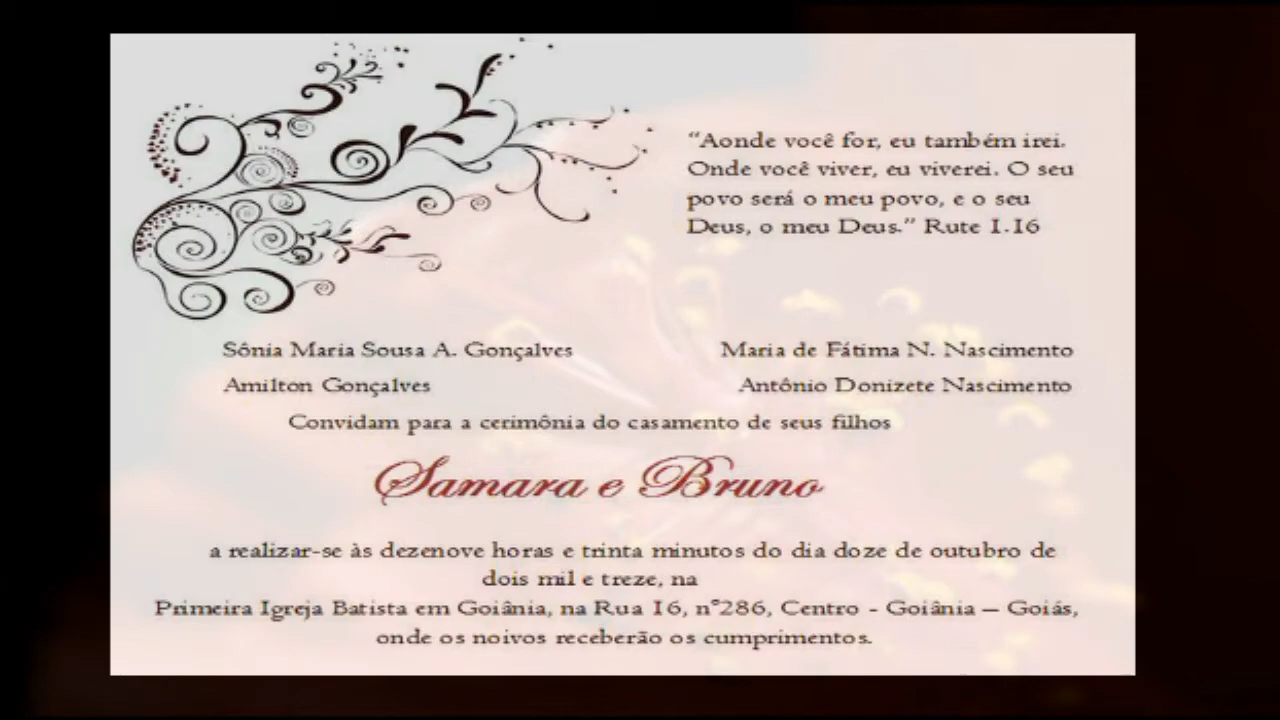 “Aonde você for, eu também irei.
Onde você viver, eu viverei. O seu
povo será o meu povo, e o seu
Deus, o meu Deus.” Rute 1.16
Sônia Maria Sousa A. Gonçalves
Maria de Fátima N. Nascimento
Amilton Gonçalves
Antônio Donizete Nascimento
Convidam para a cerimônia do casamento de seus filhos
Samara e Bruno
a realizar-se às dezenove horas e trinta minutos do dia doze de outubro de
dois mil e treze, na
Primeira Igreja Batista em Goiânia, na Rua 16, n°286, Centro - Goiânia – Goiás,
onde os noivos receberão os cumprimentos.